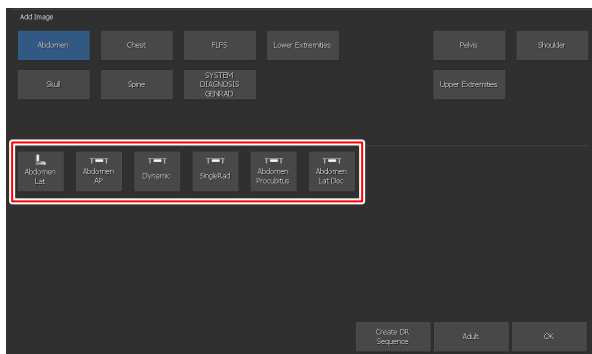 Add Image
Abdomen
Chest
FLFS
Lower Extremities
Pelvis
Shoulder
Skull
Spine
SYSTEM
DIAGNOSIS
GENRAD
Upper Extremities
Abdomen
Lat
Abdomen
AP
Dynamic
SingleRad
Abdomen
Procubitus
Abdomen
Lat Dec
Create DR
Sequence
Adult
OK